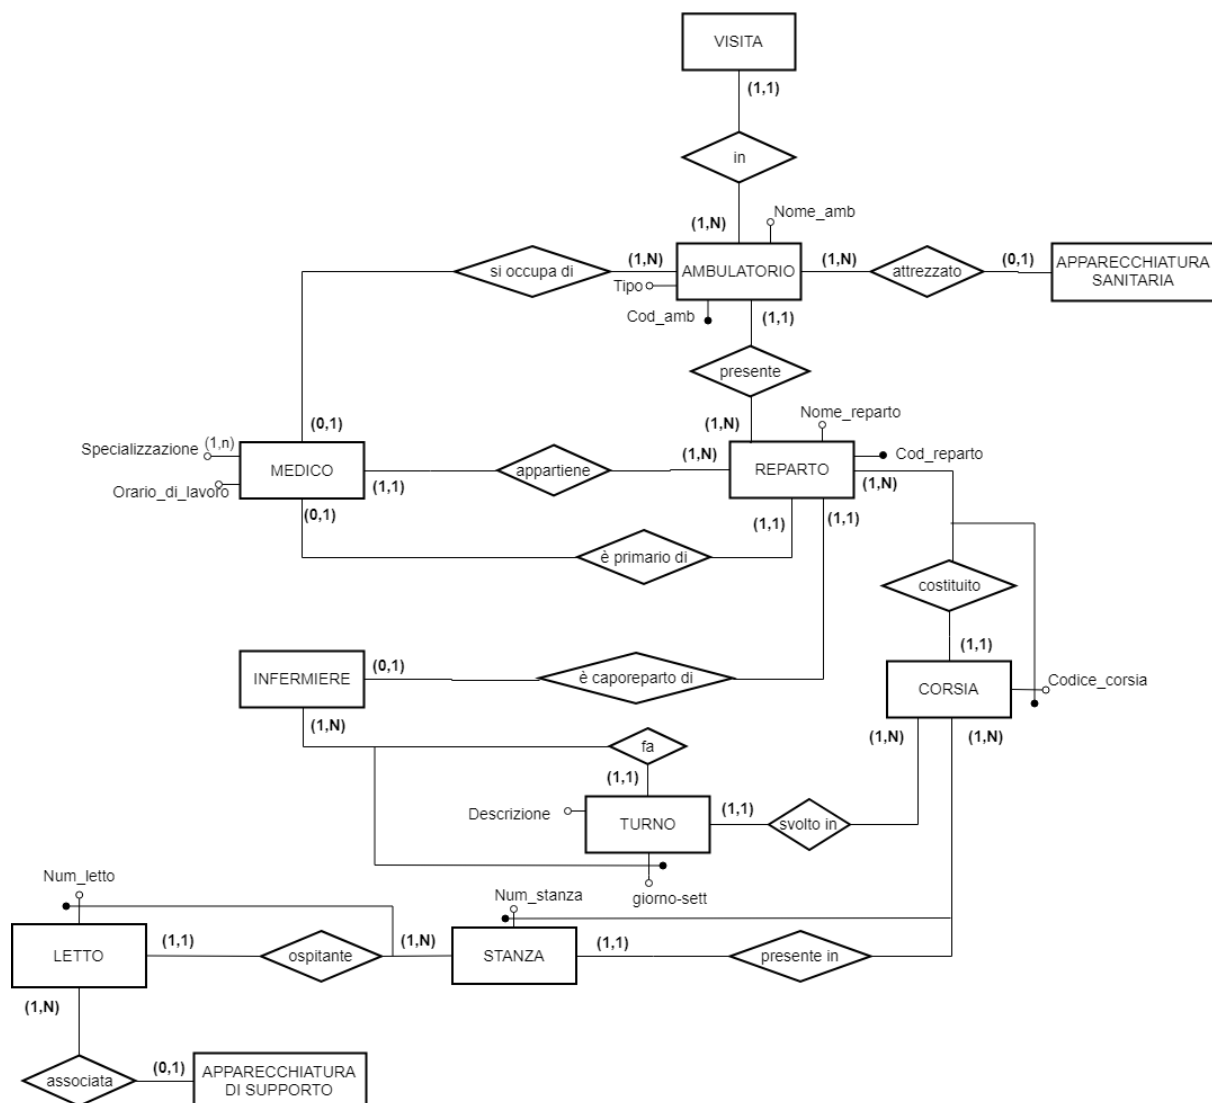 VISITA
(1,1)
in
(1,N)
Nome_amb
si occupa di
(1,N)
AMBULATORIO
(1,N)
attrezzato
(0,1)
APPARECCHIATURA
SANITARIA
Tipo
Cod_amb
(1,1)
presente
(1,N)
Nome_reparto
Cod_reparto
(0,1)
Specializzazione
(1,n)
MEDICO
Orario_di_lavoro
(1,1)
appartiene
(1,N)
REPARTO
(1,N)
(0,1)
(1,1)
(1,1)
è primario di
costituito
(1,1)
INFERMIERE
(0,1)
è caporeparto di
CORSIA
Codice_corsia
(1,N)
(1,N)
(1,N)
fa
(1,1)
Descrizione
TURNO
(1,1)
svolto in
giorno-sett
Num_letto
Num_stanza
LETTO
(1,1)
ospitante
(1,N)
STANZA
(1,1)
presente in
(1,N)
associata
(0,1)
APPARECCHIATURA
DI SUPPORTO